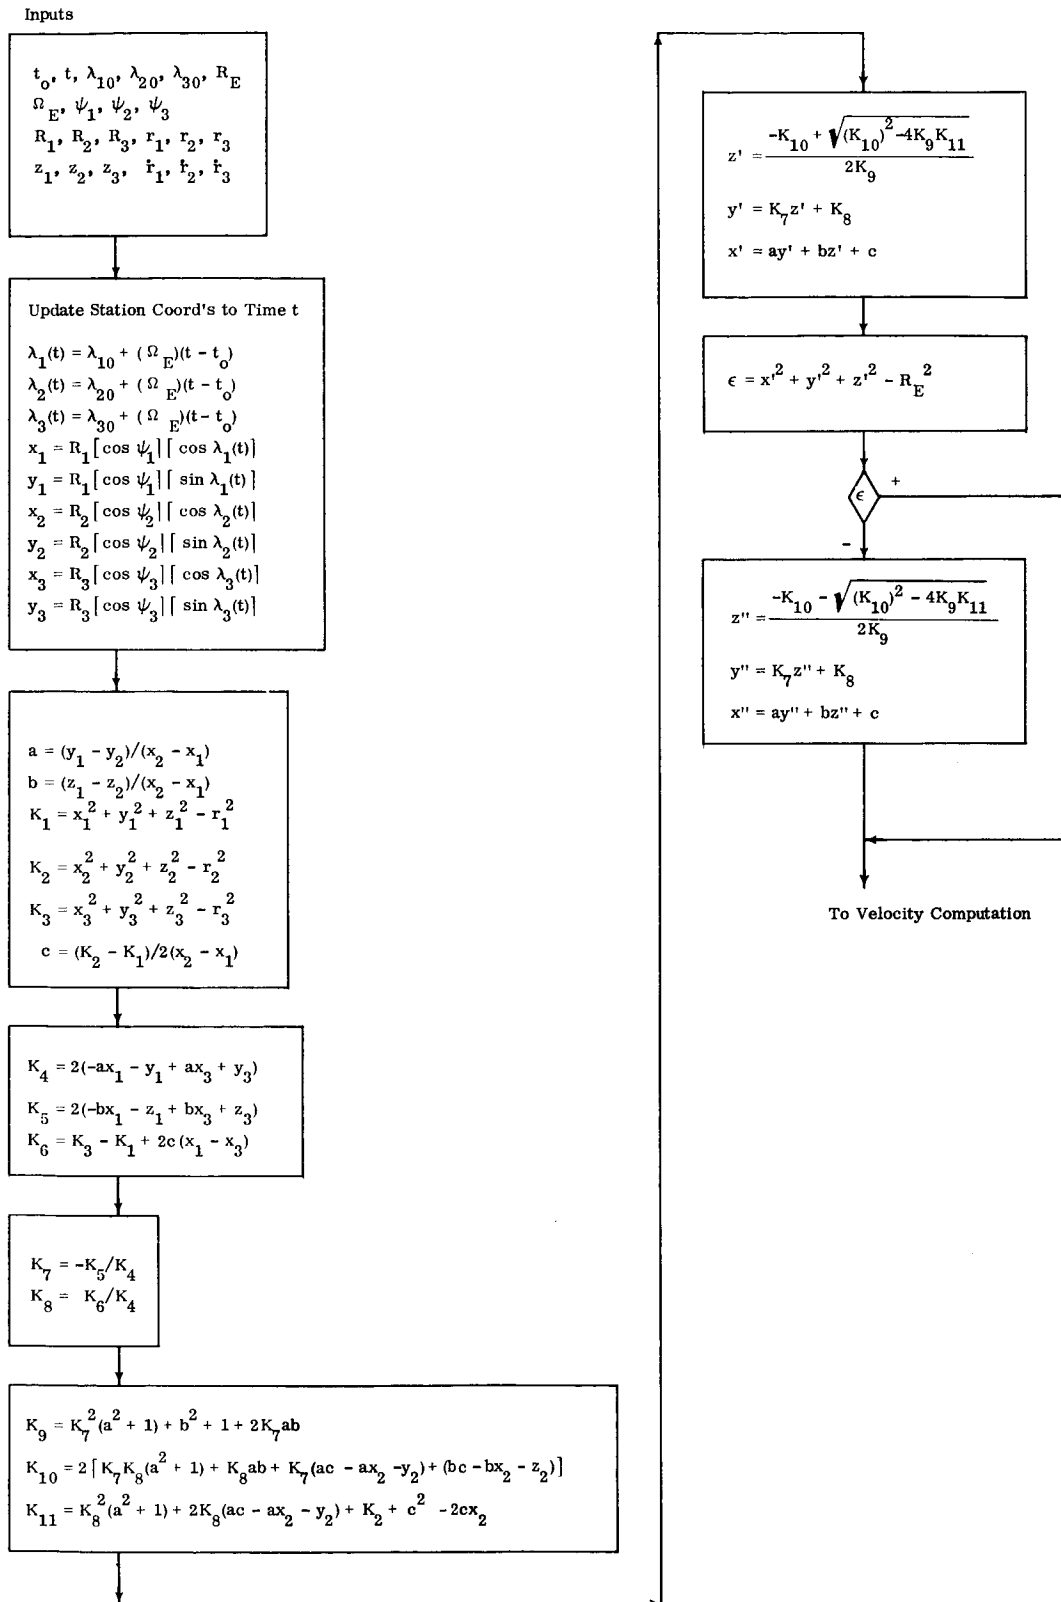 Inputs
t_o, t, λ_10, λ_20, λ_30, R_E
Ω_E, ψ_1, ψ_2, ψ_3
R_1, R_2, R_3, r_1, r_2, r_3
z_1, z_2, z_3, ṙ_1, ṙ_2, ṙ_3
Update Station Coord's to Time t
λ_1(t) = λ_10 + (Ω_E)(t - t_o)
λ_2(t) = λ_20 + (Ω_E)(t - t_o)
λ_3(t) = λ_30 + (Ω_E)(t - t_o)
x_1 = R_1[cos ψ_1][cos λ_1(t)]
y_1 = R_1[cos ψ_1][sin λ_1(t)]
x_2 = R_2[cos ψ_2][cos λ_2(t)]
y_2 = R_2[cos ψ_2][sin λ_2(t)]
x_3 = R_3[cos ψ_3][cos λ_3(t)]
y_3 = R_3[cos ψ_3][sin λ_3(t)]
a = (y_1 - y_2)/(x_2 - x_1)
b = (z_1 - z_2)/(x_2 - x_1)
K_1 = x_1^2 + y_1^2 + z_1^2 - r_1^2
K_2 = x_2^2 + y_2^2 + z_2^2 - r_2^2
K_3 = x_3^2 + y_3^2 + z_3^2 - r_3^2
c = (K_2 - K_1)/2(x_2 - x_1)
K_4 = 2(-ax_1 - y_1 + ax_3 + y_3)
K_5 = 2(-bx_1 - z_1 + bx_3 + z_3)
K_6 = K_3 - K_1 + 2c(x_1 - x_3)
K_7 = -K_5/K_4
K_8 = K_6/K_4
K_9 = K_7^2(a^2 + 1) + b^2 + 1 + 2K_7ab
K_10 = 2[K_7K_8(a^2 + 1) + K_8ab + K_7(ac - ax_2 - y_2) + (bc - bx_2 - z_2)]
K_11 = K_8^2(a^2 + 1) + 2K_8(ac - ax_2 - y_2) + K_2 + c^2 - 2cx_2
z' = (-K_10 + √((K_10)^2 - 4K_9K_11))/2K_9
y' = K_7z' + K_8
x' = ay' + bz' + c
ε = x'^2 + y'^2 + z'^2 - R_E^2
ε
+
-
z'' = (-K_10 - √((K_10)^2 - 4K_9K_11))/2K_9
y'' = K_7z'' + K_8
x'' = ay'' + bz'' + c
To Velocity Computation